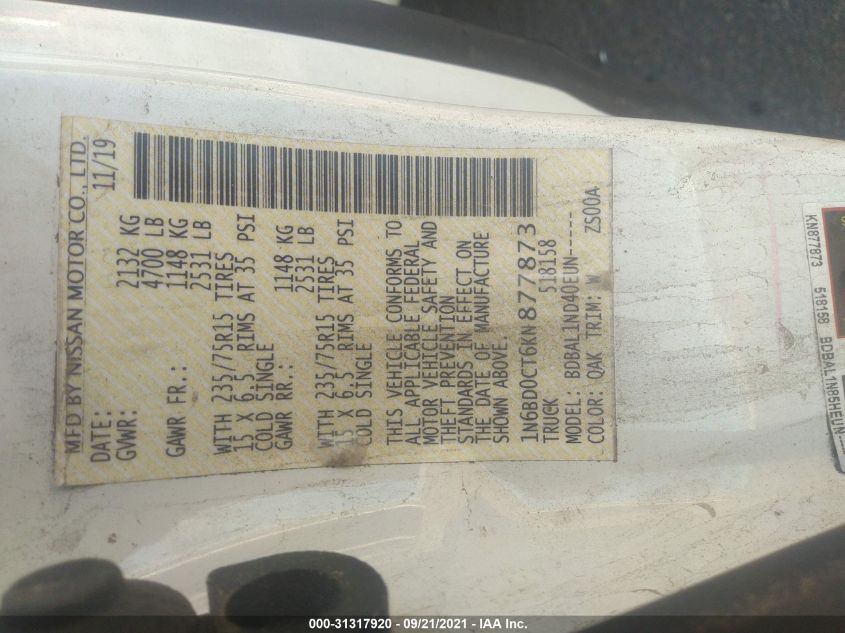 MFD BY NISSAN MOTOR CO., LTD.
DATE: 11/19
GVWR: 2132 KG
4700 LB
GAWR FR.: 1148 KG
2531 LB
WITH 235/75R15 TIRES
15 X 6.5 RIMS AT 35 PSI
COLD SINGLE
GAWR RR.: 1148 KG
2531 LB
WITH 235/75R15 TIRES
15 X 6.5 RIMS AT 35 PSI
COLD SINGLE
THIS VEHICLE CONFORMS TO
ALL APPLICABLE FEDERAL
MOTOR VEHICLE SAFETY AND
THEFT PREVENTION
STANDARDS IN EFFECT ON
THE DATE OF MANUFACTURE
SHOWN ABOVE.
1N6BD0CT6KN877873
TRUCK 518158
MODEL: BDBAL1ND40EUN-----
COLOR: QAK TRIM: W ZS00A
KN877873 518158 BDBAL1N85HEUN
000-31317920 - 09/21/2021 - IAA Inc.